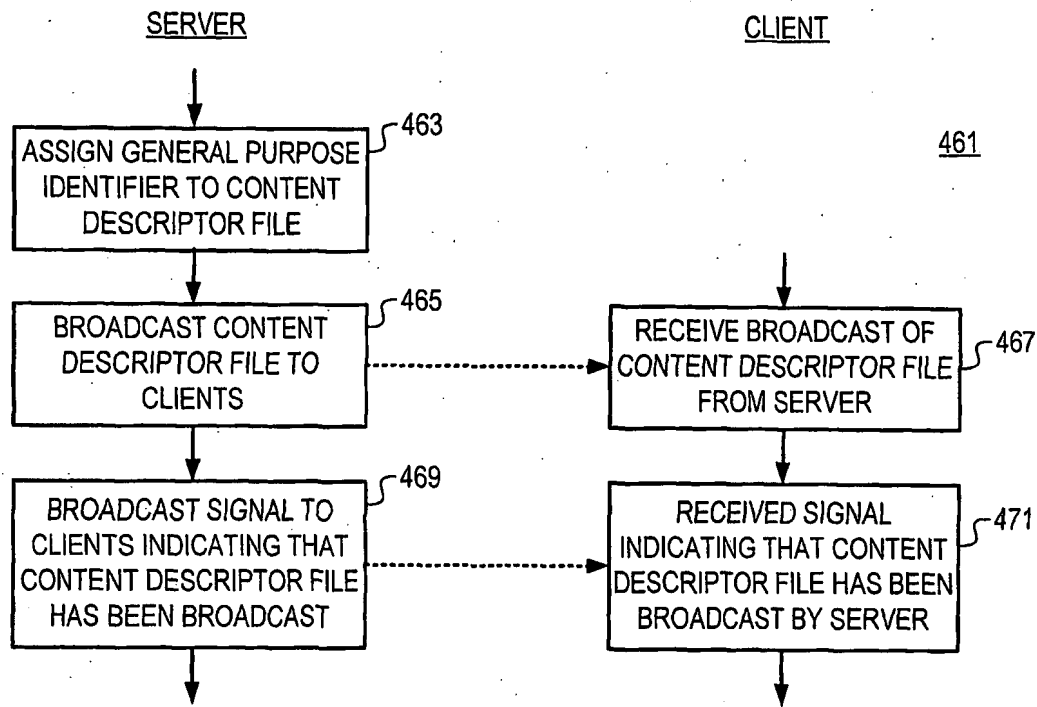 SERVER
CLIENT
461
463
ASSIGN GENERAL PURPOSE
IDENTIFIER TO CONTENT
DESCRIPTOR FILE
465
BROADCAST CONTENT
DESCRIPTOR FILE TO
CLIENTS
RECEIVE BROADCAST OF
CONTENT DESCRIPTOR FILE
FROM SERVER
467
469
BROADCAST SIGNAL TO
CLIENTS INDICATING THAT
CONTENT DESCRIPTOR FILE
HAS BEEN BROADCAST
RECEIVED SIGNAL
INDICATING THAT CONTENT
DESCRIPTOR FILE HAS BEEN
BROADCAST BY SERVER
471